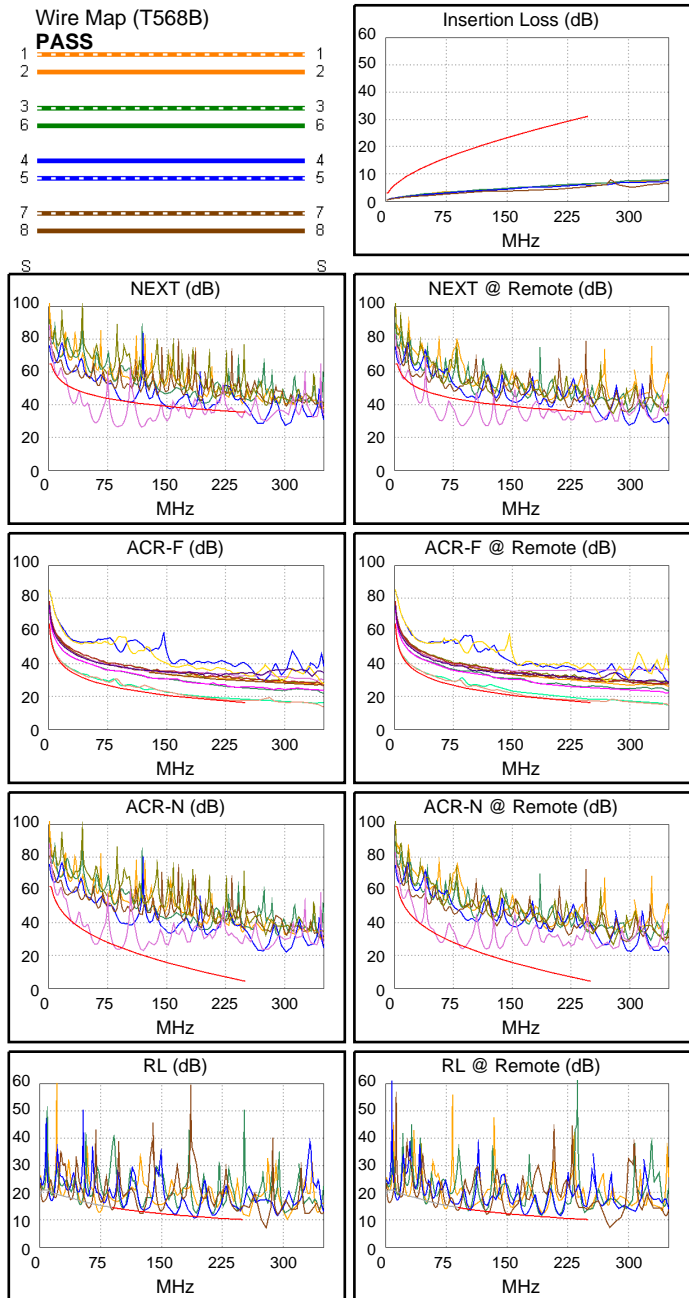 Wire Map (T568B)
PASS
1 1
2 2
3 3
6 6
4 4
5 5
7 7
8 8
S S
Insertion Loss (dB)
60
50
40
30
20
10
0
0 75 150 225 300
MHz
NEXT (dB)
100
80
60
40
20
0
0 75 150 225 300
MHz
NEXT @ Remote (dB)
100
80
60
40
20
0
0 75 150 225 300
MHz
ACR-F (dB)
100
80
60
40
20
0
0 75 150 225 300
MHz
ACR-F @ Remote (dB)
100
80
60
40
20
0
0 75 150 225 300
MHz
ACR-N (dB)
100
80
60
40
20
0
0 75 150 225 300
MHz
ACR-N @ Remote (dB)
100
80
60
40
20
0
0 75 150 225 300
MHz
RL (dB)
60
50
40
30
20
10
0
0 75 150 225 300
MHz
RL @ Remote (dB)
60
50
40
30
20
10
0
0 75 150 225 300
MHz